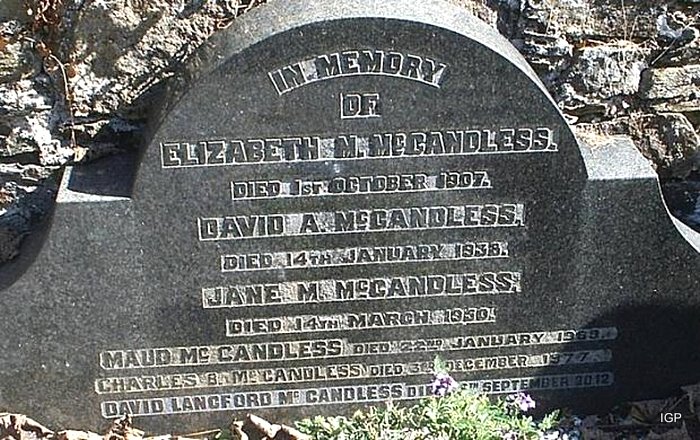 IN MEMORY
OF
ELIZABETH M. McCANDLESS.
DIED 1ST OCTOBER 1907.
DAVID A. McCANDLESS.
DIED 14TH JANUARY 1938.
JANE M. McCANDLESS.
DIED 14TH MARCH 1930.
MAUD McCANDLESS DIED 22ND JANUARY 1969.
CHARLES B. McCANDLESS DIED DECEMBER 1977.
DAVID LANGFORD McCANDLESS DIED SEPTEMBER 2012
IGP